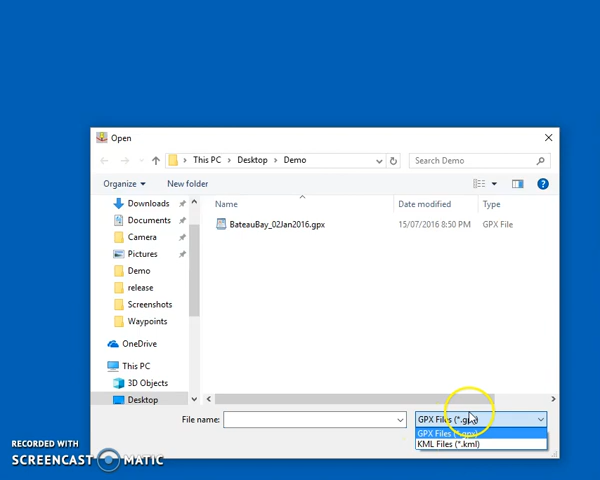 Open
This PC > Desktop > Demo
Search Demo
Organize
New folder
Name
Date modified
Type
Downloads
Documents
Camera
Pictures
Demo
release
Screenshots
Waypoints
OneDrive
This PC
3D Objects
Desktop
BateauBay_02Jan2016.gpx
15/07/2016 8:50 PM
GPX File
File name:
GPX Files (*.gpx)
GPX Files (*.gpx)
KML Files (*.kml)
RECORDED WITH
SCREENCAST MATIC